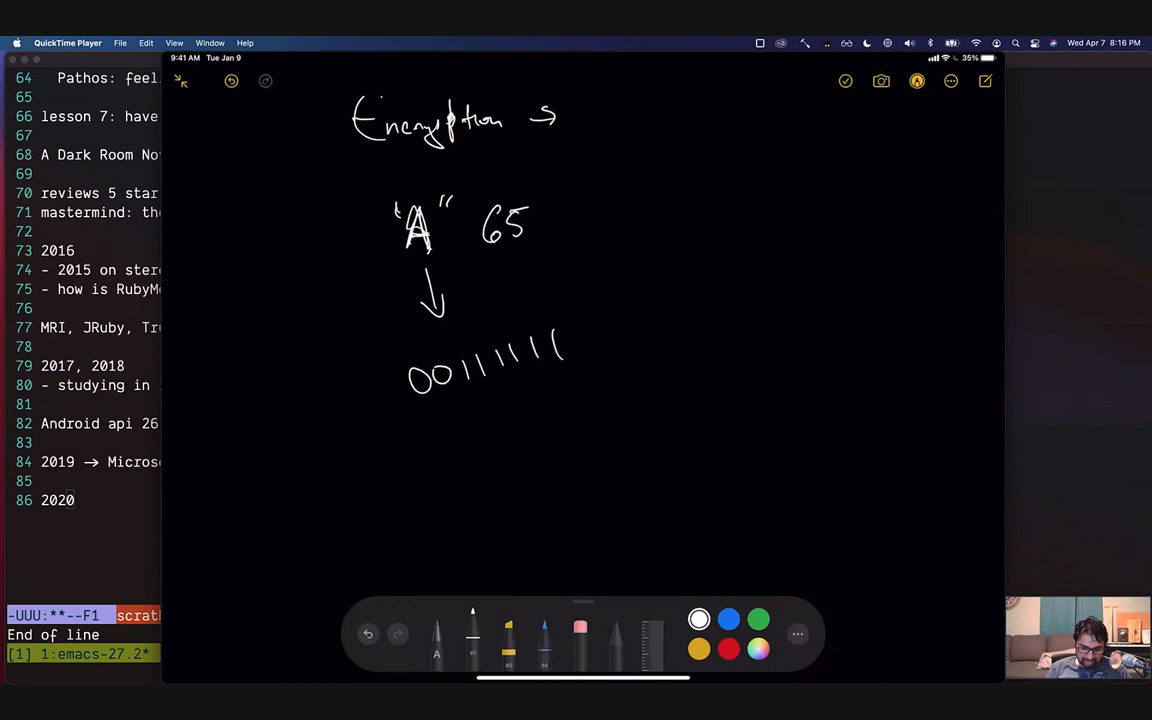 QuickTime Player File Edit View Window Help Wed Apr 7 8:16 PM
9:41 AM Tue Jan 9 35%
64 Pathos: feel
65
66 lesson 7: have
67
68 A Dark Room No
69
70 reviews 5 star
71 mastermind: the
72
73 2016
74 - 2015 on ster
75 - how is RubyM
76
77 MRI, JRuby, Tr
78
79 2017, 2018
80 - studying in
81
82 Android api 26
83
84 2019 → Micros
85
86 2020
-UUU:**--F1 scrat
End of line
[1] 1:emacs-27.2*
Encryption →
"A" 65
00111111
A 97 80 50